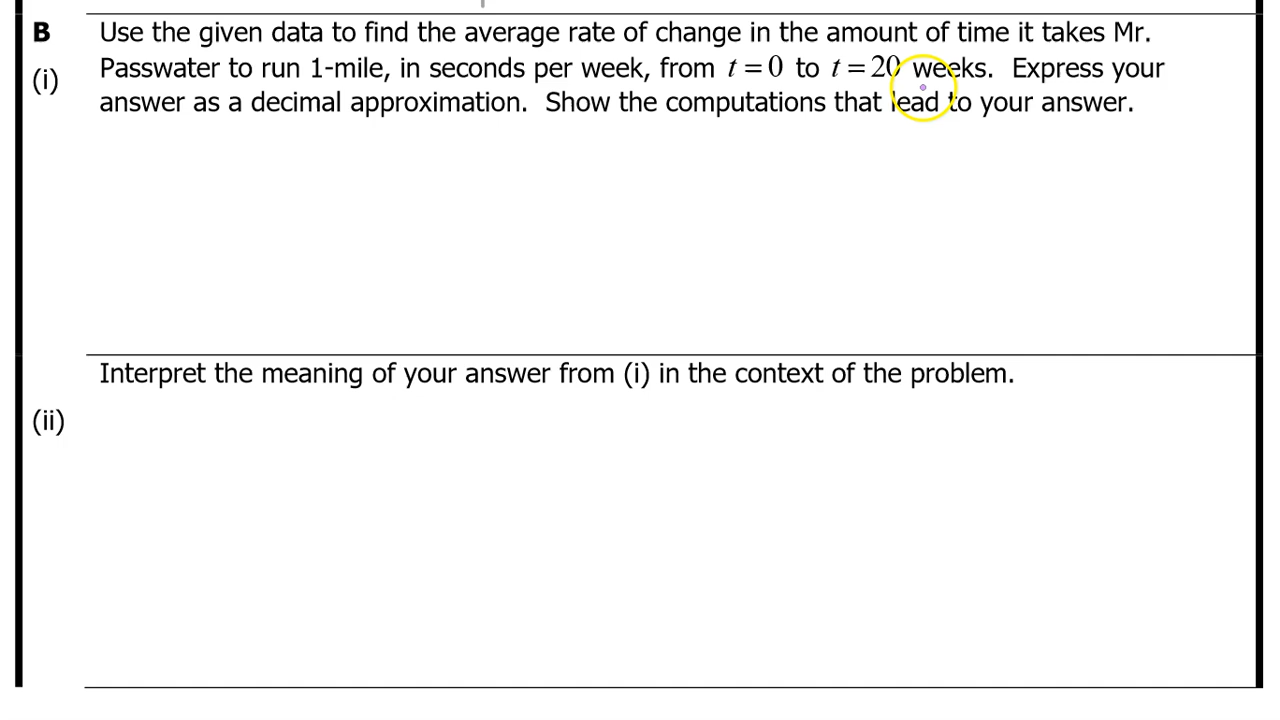 B Use the given data to find the average rate of change in the amount of time it takes Mr.
(i) Passwater to run 1-mile, in seconds per week, from t = 0 to t = 20 weeks. Express your
answer as a decimal approximation. Show the computations that lead to your answer.
Interpret the meaning of your answer from (i) in the context of the problem.
(ii)